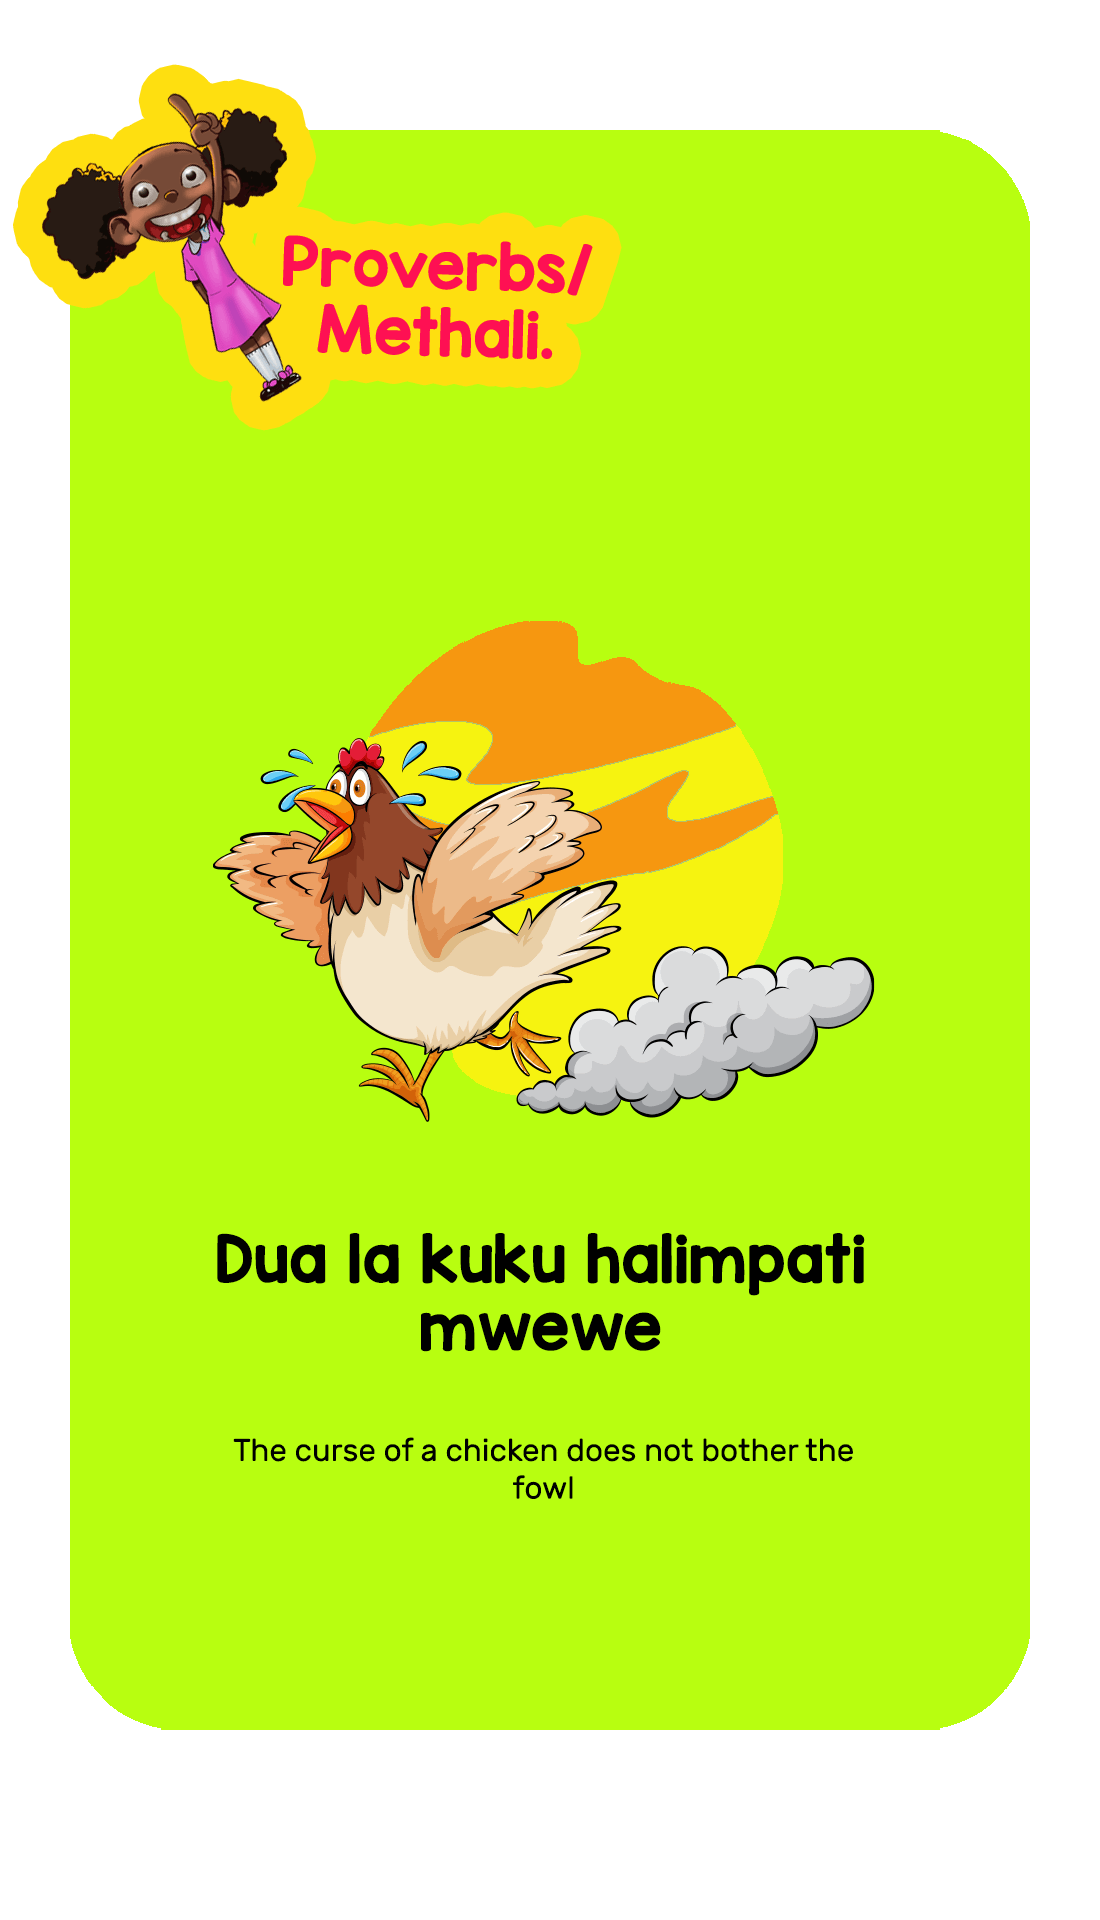 Proverbs/
Methali.
Dua la kuku halimpati
mwewe
The curse of a chicken does not bother the
fowl